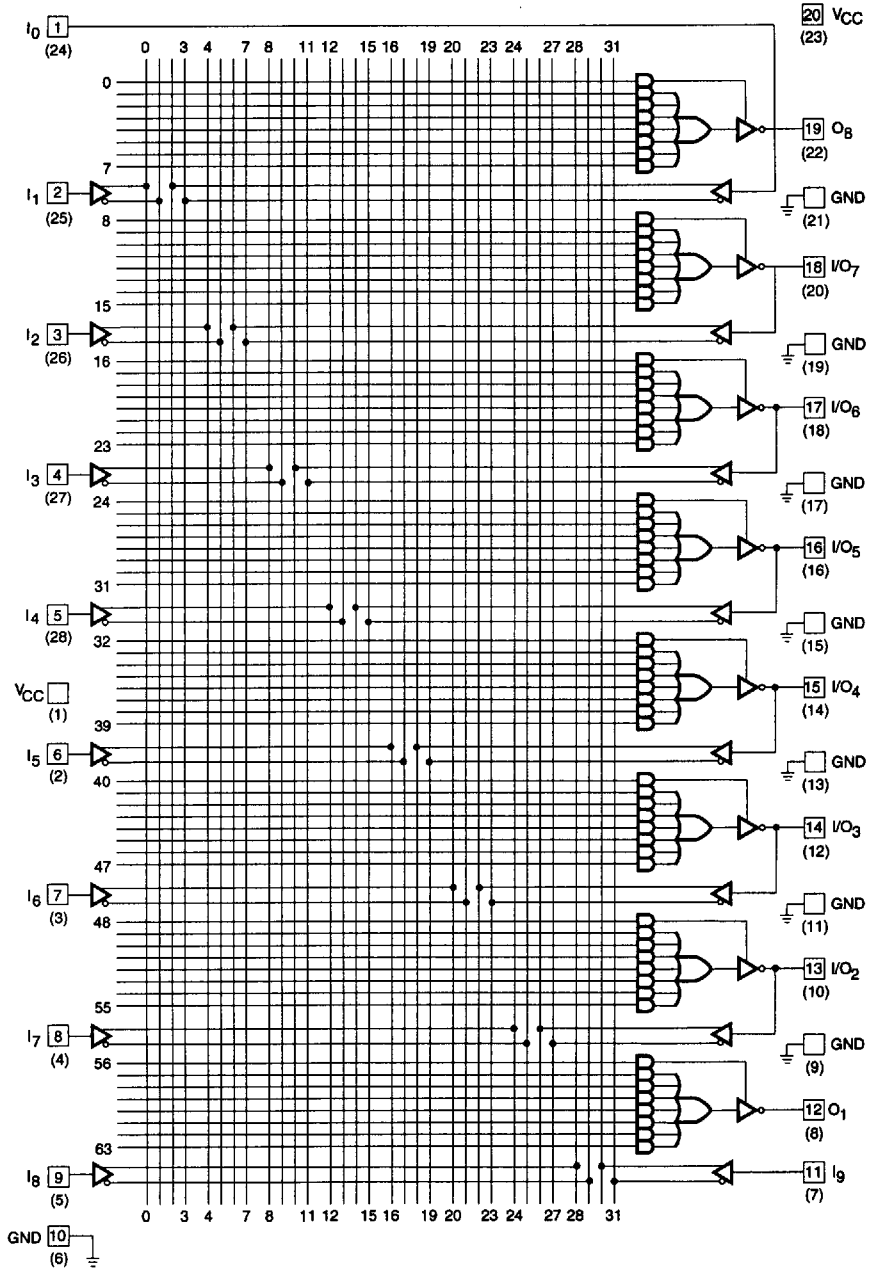 I0 1 (24)
20 VCC (23)
0 3 4 7 8 11 12 15 16 19 20 23 24 27 28 31
0
19 O8 (22)
7
I1 2 (25)
GND (21)
8
18 I/O7 (20)
15
I2 3 (26)
GND (19)
16
17 I/O6 (18)
23
I3 4 (27)
GND (17)
24
16 I/O5 (16)
31
I4 5 (28)
GND (15)
32
VCC (1)
15 I/O4 (14)
39
I5 6 (2)
GND (13)
40
14 I/O3 (12)
47
I6 7 (3)
GND (11)
48
13 I/O2 (10)
55
I7 8 (4)
GND (9)
56
12 O1 (8)
63
I8 9 (5)
11 I9 (7)
0 3 4 7 8 11 12 15 16 19 20 23 24 27 28 31
GND 10 (6)